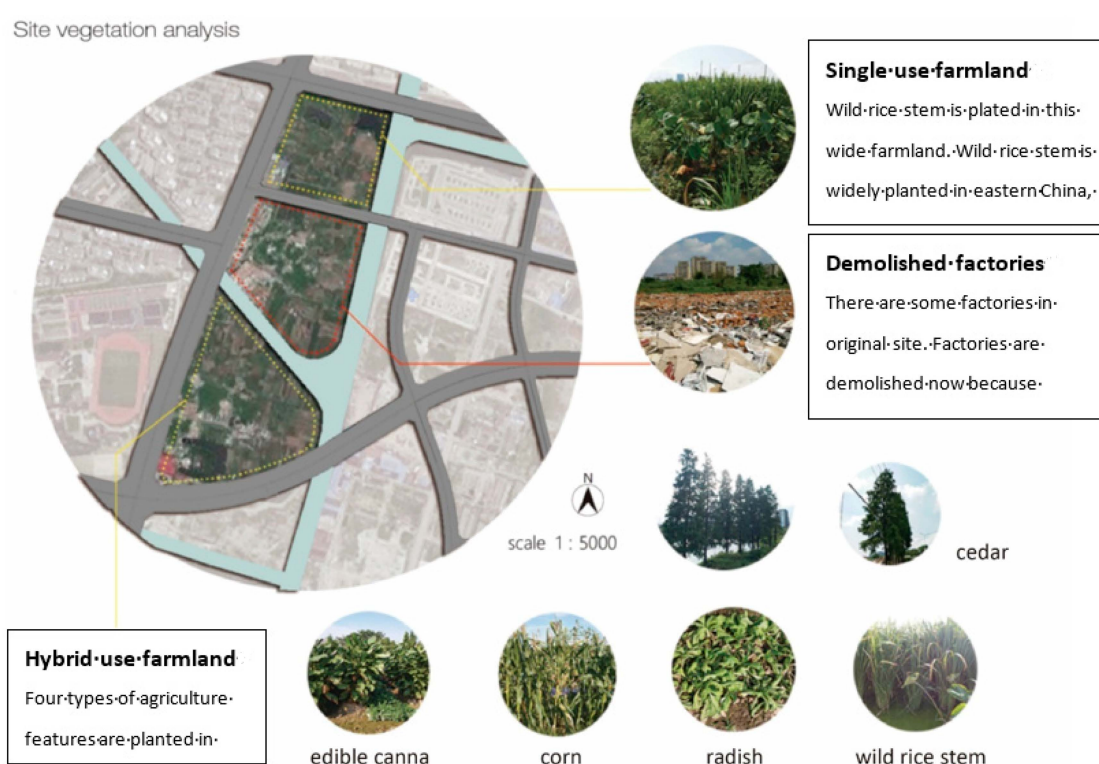 Site vegetation analysis
Single·use·farmland
Wild·rice·stem·is·plated·in·this·
wide·farmland.·Wild·rice·stem·is·
widely·planted·in·eastern·China,·
Demolished·factories
There·are·some·factories·in·
original·site.·Factories·are·
demolished·now·because·
N
scale 1 : 5000
cedar
Hybrid·use·farmland
Four·types·of·agriculture·
features·are·planted·in·
edible canna
corn
radish
wild rice stem